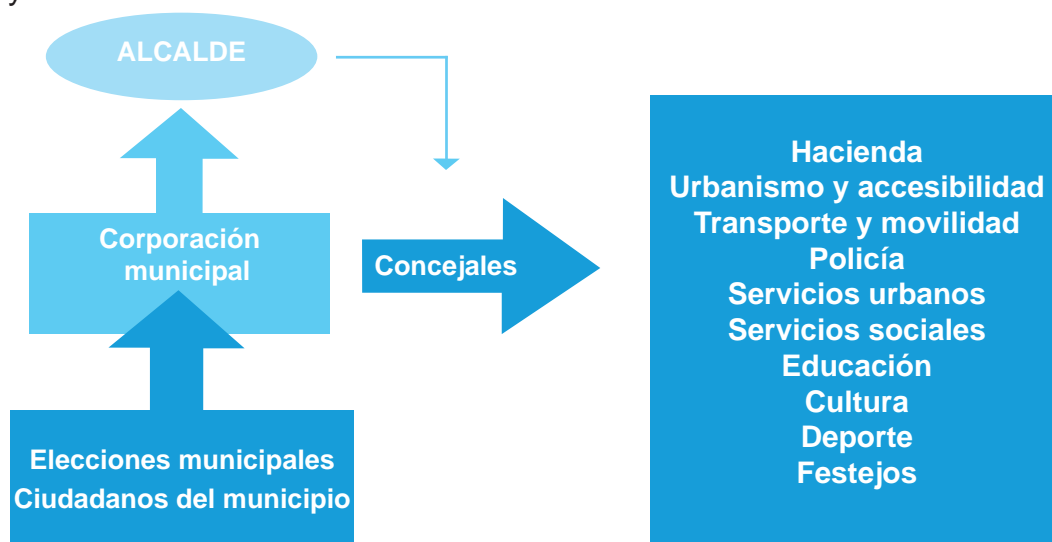 y
ALCALDE
Corporación
municipal
Elecciones municipales
Ciudadanos del municipio
Concejales
Hacienda
Urbanismo y accesibilidad
Transporte y movilidad
Policía
Servicios urbanos
Servicios sociales
Educación
Cultura
Deporte
Festejos